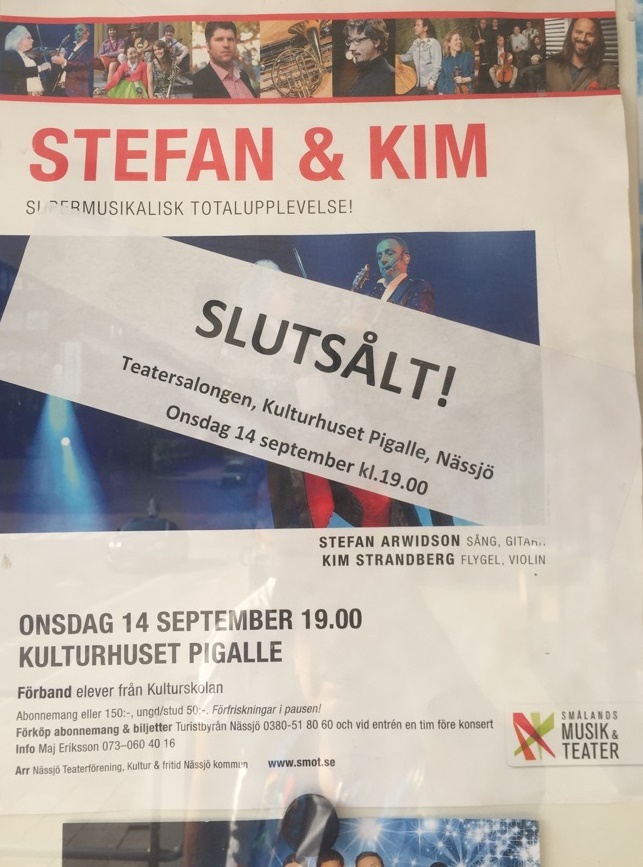 STEFAN & KIM
SUPERMUSIKALISK TOTALUPPLEVELSE!
SLUTSÅLT!
Teatersalongen, Kulturhuset Pigalle, Nässjö
Onsdag 14 september kl.19.00
STEFAN ARWIDSON SÅNG, GITARR
KIM STRANDBERG FLYGEL, VIOLIN
ONSDAG 14 SEPTEMBER 19.00
KULTURHUSET PIGALLE
Förband elever från Kulturskolan
Abonnemang eller 150:-, ungd/stud 50:-. Förfriskningar i pausen!
Förköp abonnemang & biljetter Turistbyrån Nässjö 0380-51 80 60 och vid entrén en tim före konsert
Info Maj Eriksson 073–060 40 16
Arr Nässjö Teaterförening, Kultur & fritid Nässjö kommun www.smot.se
SMÅLANDS
MUSIK &
TEATER